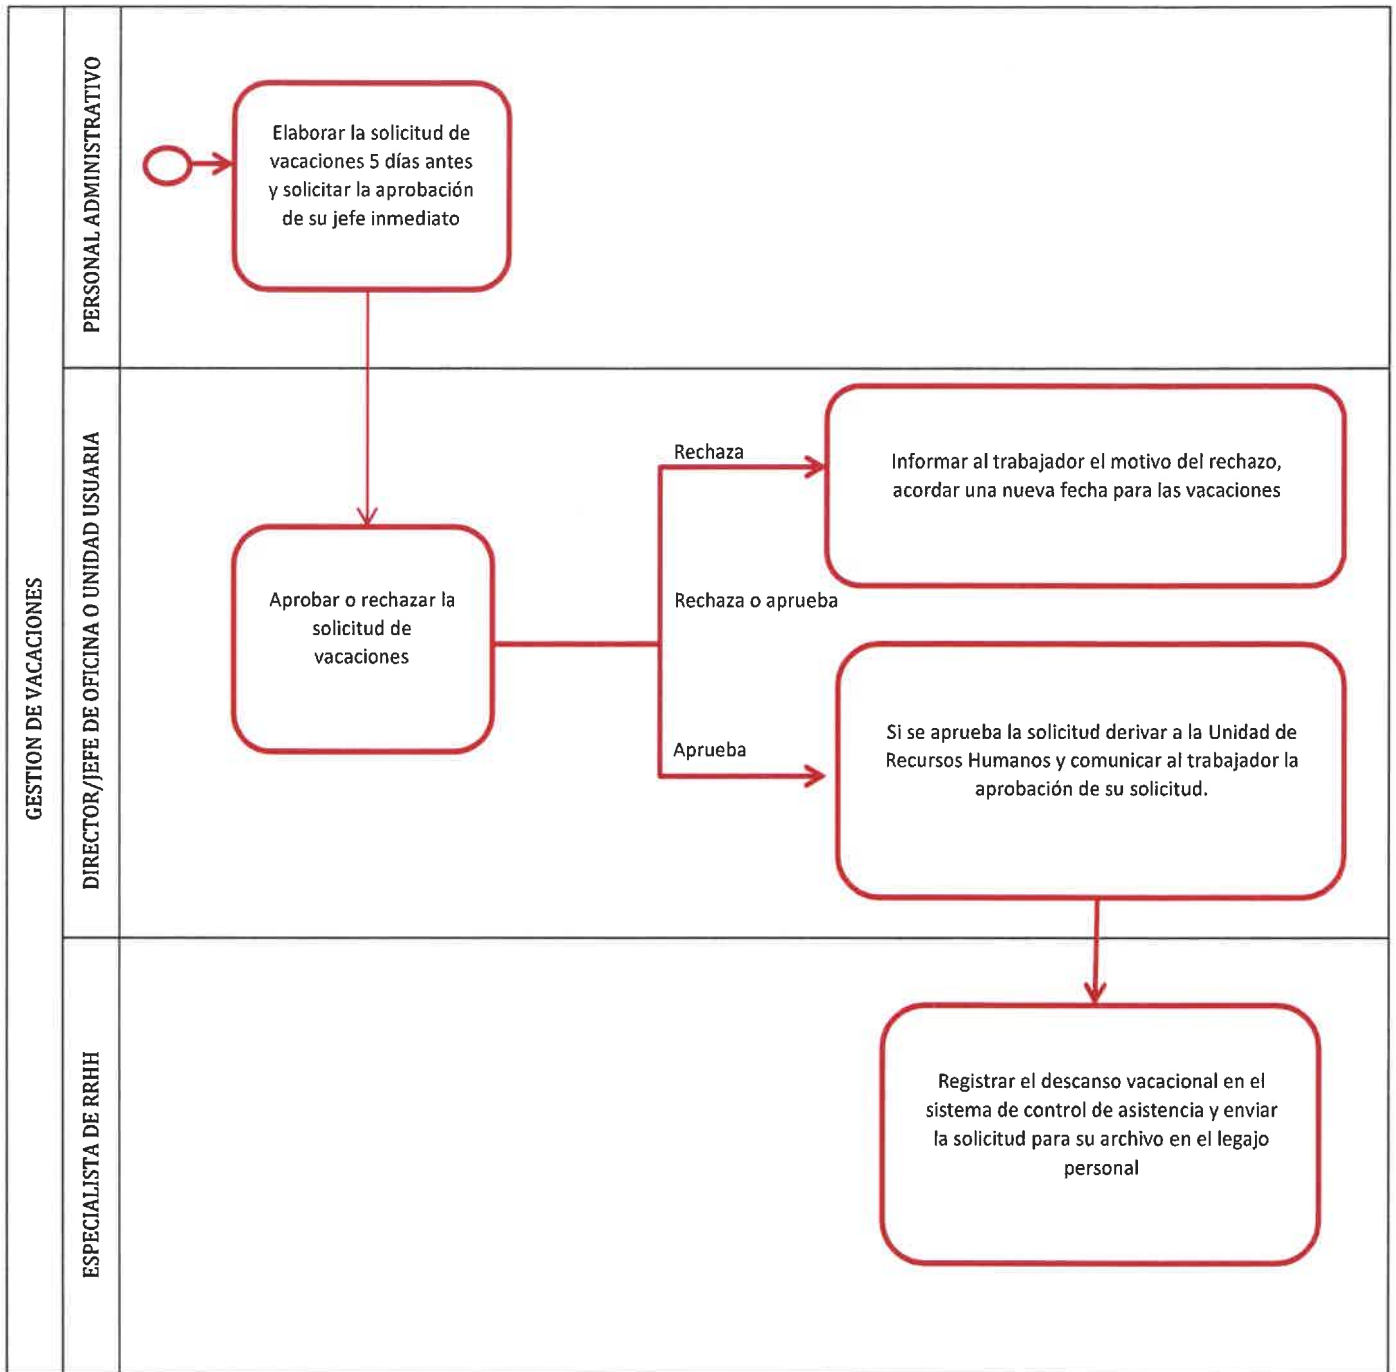 GESTION DE VACACIONES
PERSONAL ADMINISTRATIVO
Elaborar la solicitud de
vacaciones 5 días antes
y solicitar la aprobación
de su jefe inmediato
DIRECTOR/JEFE DE OFICINA O UNIDAD USUARIA
Aprobar o rechazar la
solicitud de
vacaciones
Rechaza
Rechaza o aprueba
Aprueba
Informar al trabajador el motivo del rechazo,
acordar una nueva fecha para las vacaciones
Si se aprueba la solicitud derivar a la Unidad de
Recursos Humanos y comunicar al trabajador la
aprobación de su solicitud.
ESPECIALISTA DE RRHH
Registrar el descanso vacacional en el
sistema de control de asistencia y enviar
la solicitud para su archivo en el legajo
personal